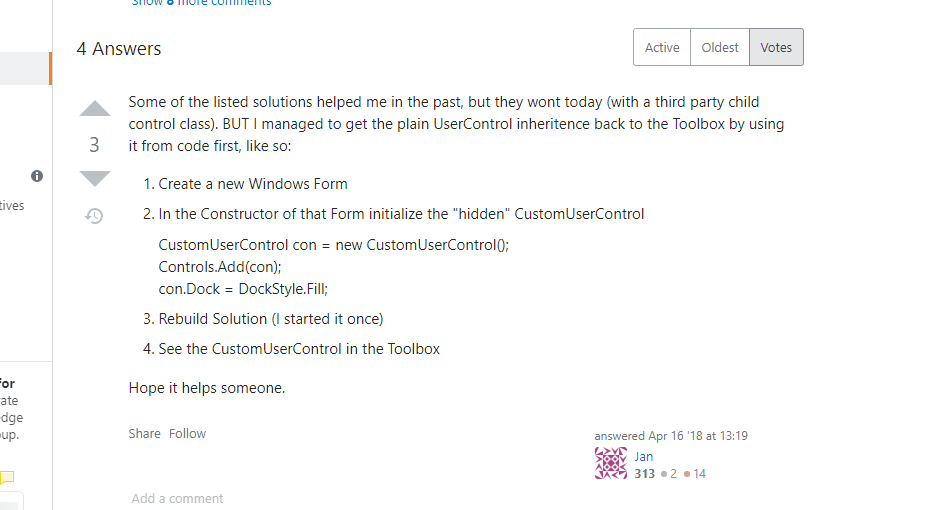 Show 8 more comments
4 Answers
Active Oldest Votes
Some of the listed solutions helped me in the past, but they wont today (with a third party child
control class). BUT I managed to get the plain UserControl inheritence back to the Toolbox by using
it from code first, like so:
3
1. Create a new Windows Form
tives
2. In the Constructor of that Form initialize the "hidden" CustomUserControl
CustomUserControl con = new CustomUserControl();
Controls.Add(con);
con.Dock = DockStyle.Fill;
3. Rebuild Solution (I started it once)
4. See the CustomUserControl in the Toolbox
for
ate
edge
up.
Hope it helps someone.
Share Follow
answered Apr 16 '18 at 13:19
Jan
313 2 14
Add a comment